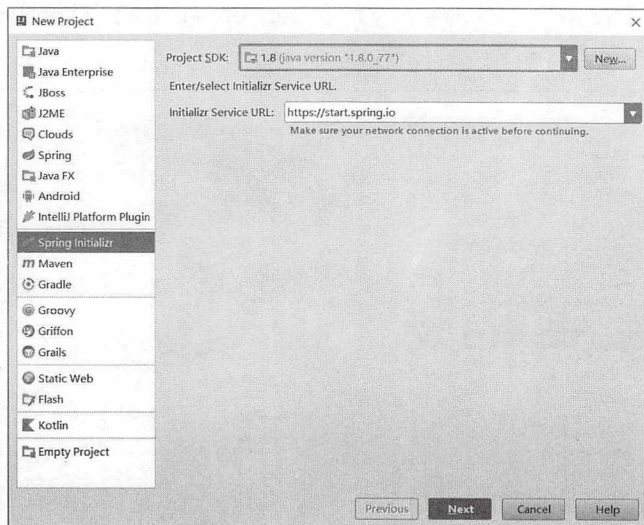 New Project
Java
Java Enterprise
JBoss
J2ME
Clouds
Spring
Java FX
Android
IntelliJ Platform Plugin
Spring Initializr
Maven
Gradle
Groovy
Griffon
Grails
Static Web
Flash
Kotlin
Empty Project
Project SDK: 1.8 (java version "1.8.0_77") New...
Enter/select Initializr Service URL.
Initializr Service URL: https://start.spring.io
Make sure your network connection is active before continuing.
Previous Next Cancel Help